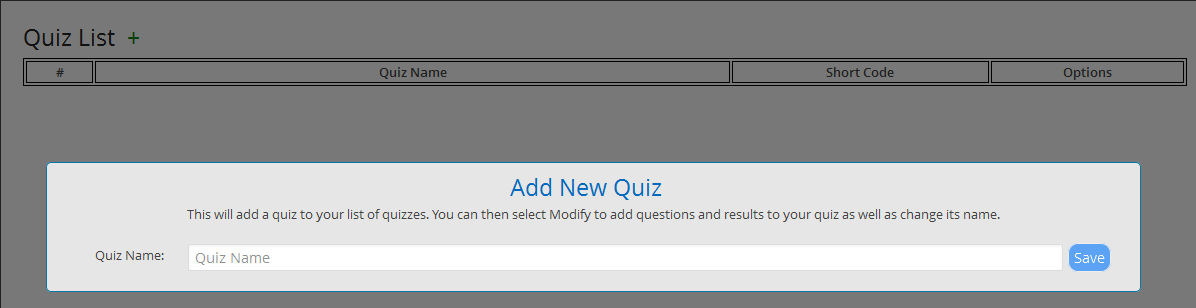 Quiz List +
# Quiz Name Short Code Options
Add New Quiz
This will add a quiz to your list of quizzes. You can then select Modify to add questions and results to your quiz as well as change its name.
Quiz Name: Quiz Name Save